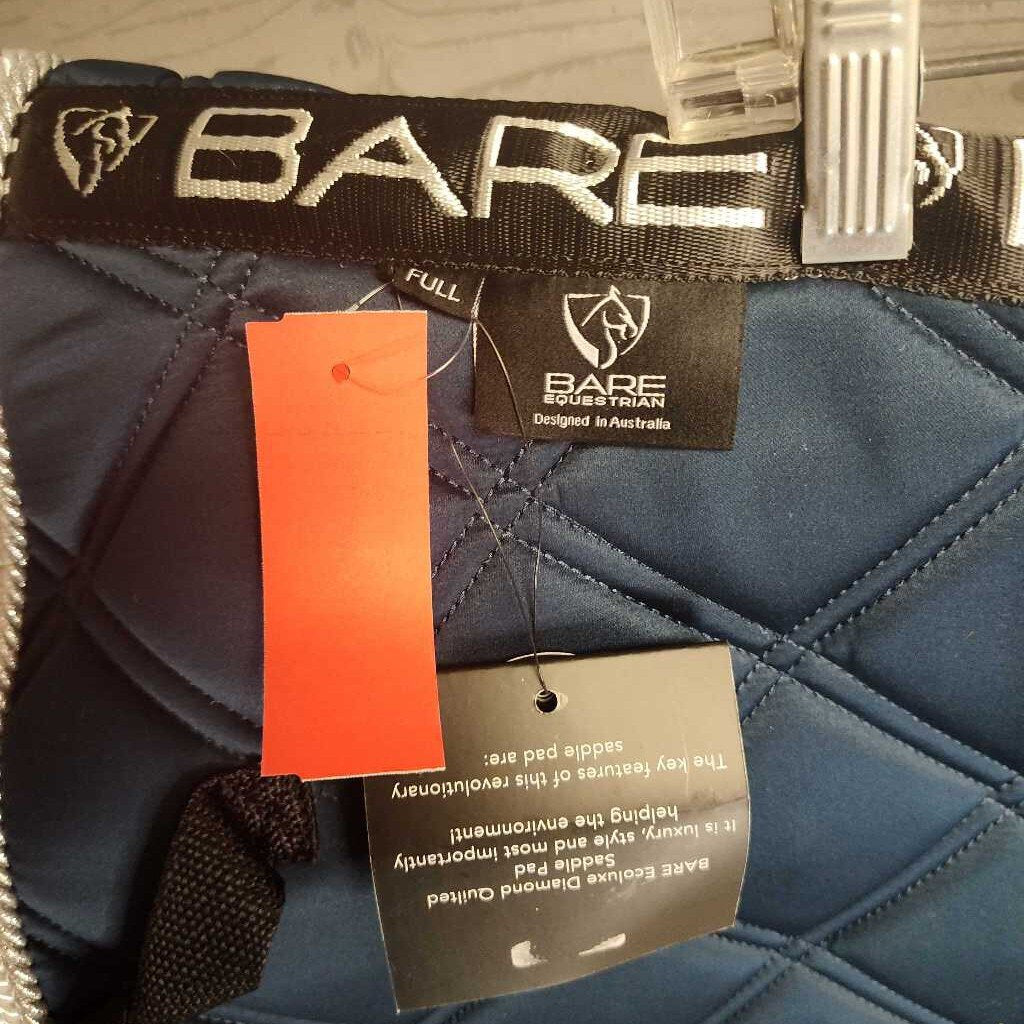 BARE
FULL
BARE
EQUESTRIAN
Designed in Australia
BARE Ecoluxe Diamond Quilted
Saddle Pad
It is luxury, style and most importantly
helping the environment!
The key features of this revolutionary
saddle pad are: